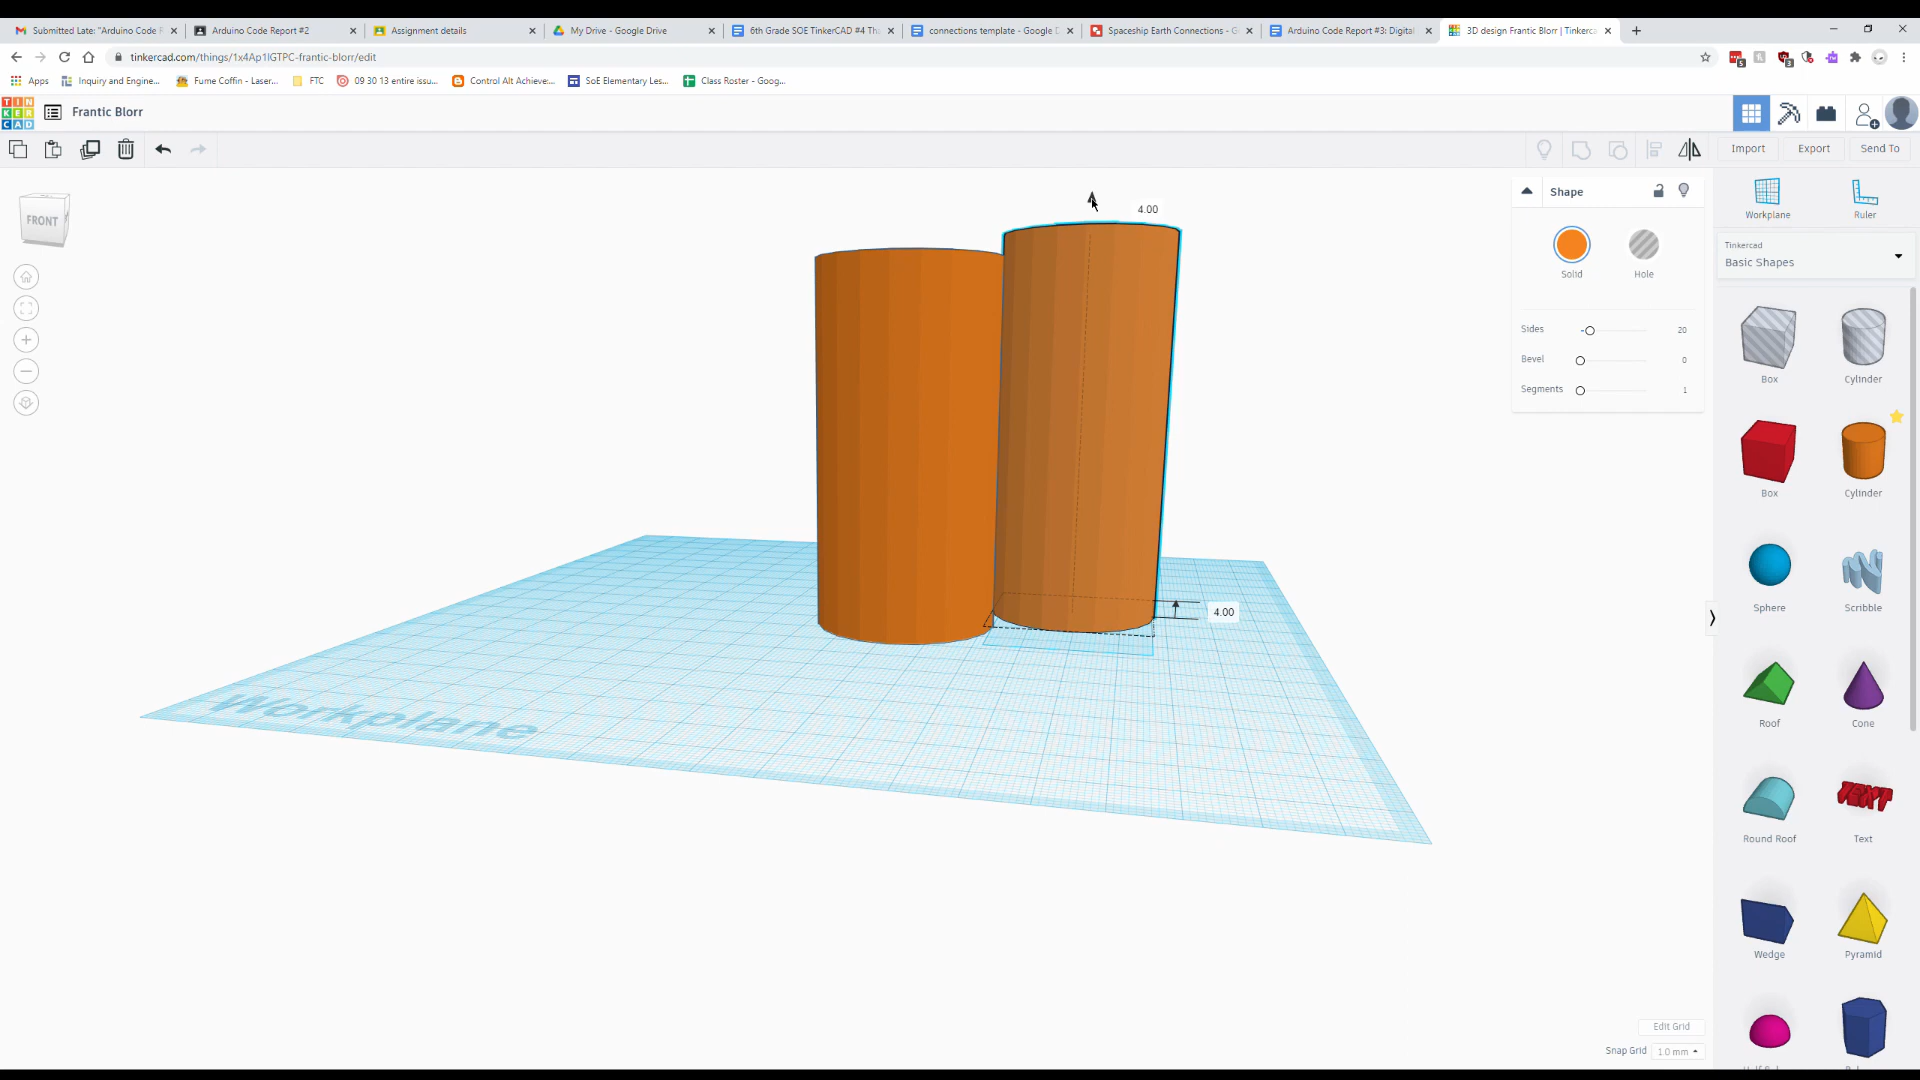 Submitted Late: "Arduino Code F
Arduino Code Report #2
Assignment details
My Drive - Google Drive
6th Grade SOE TinkerCAD #4 Th
connections template - Google D
Spaceship Earth Connections - G
Arduino Code Report #3: Digital
3D design Frantic Blorr | Tinkerca
tinkercad.com/things/1x4Ap1lGTPC-frantic-blorr/edit
Apps
Inquiry and Engine...
Fume Coffin - Laser...
FTC
09 30 13 entire issu...
Control Alt Achieve:...
SoE Elementary Les...
Class Roster - Goog...
TIN
KER
CAD
Frantic Blorr
Import
Export
Send To
FRONT
4.00
4.00
Workplane
Shape
Solid
Hole
Sides
20
Bevel
0
Segments
1
Workplane
Ruler
Tinkercad
Basic Shapes
Box
Cylinder
Box
Cylinder
Sphere
Scribble
Roof
Cone
TEXT
Round Roof
Text
Wedge
Pyramid
Edit Grid
Snap Grid
1.0 mm